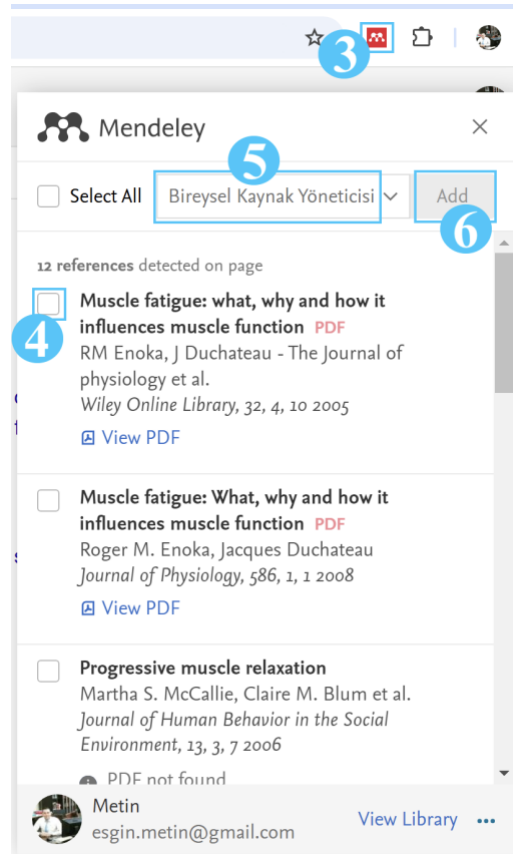 3
Mendeley
5
Select All
Bireysel Kaynak Yöneticisi
Add
6
12 references detected on page
4
Muscle fatigue: what, why and how it
influences muscle function PDF
RM Enoka, J Duchateau - The Journal of
physiology et al.
Wiley Online Library, 32, 4, 10 2005
View PDF
Muscle fatigue: What, why and how it
influences muscle function PDF
Roger M. Enoka, Jacques Duchateau
Journal of Physiology, 586, 1, 1 2008
View PDF
Progressive muscle relaxation
Martha S. McCallie, Claire M. Blum et al.
Journal of Human Behavior in the Social
Environment, 13, 3, 7 2006
PDF not found
Metin
esgin.metin@gmail.com
View Library